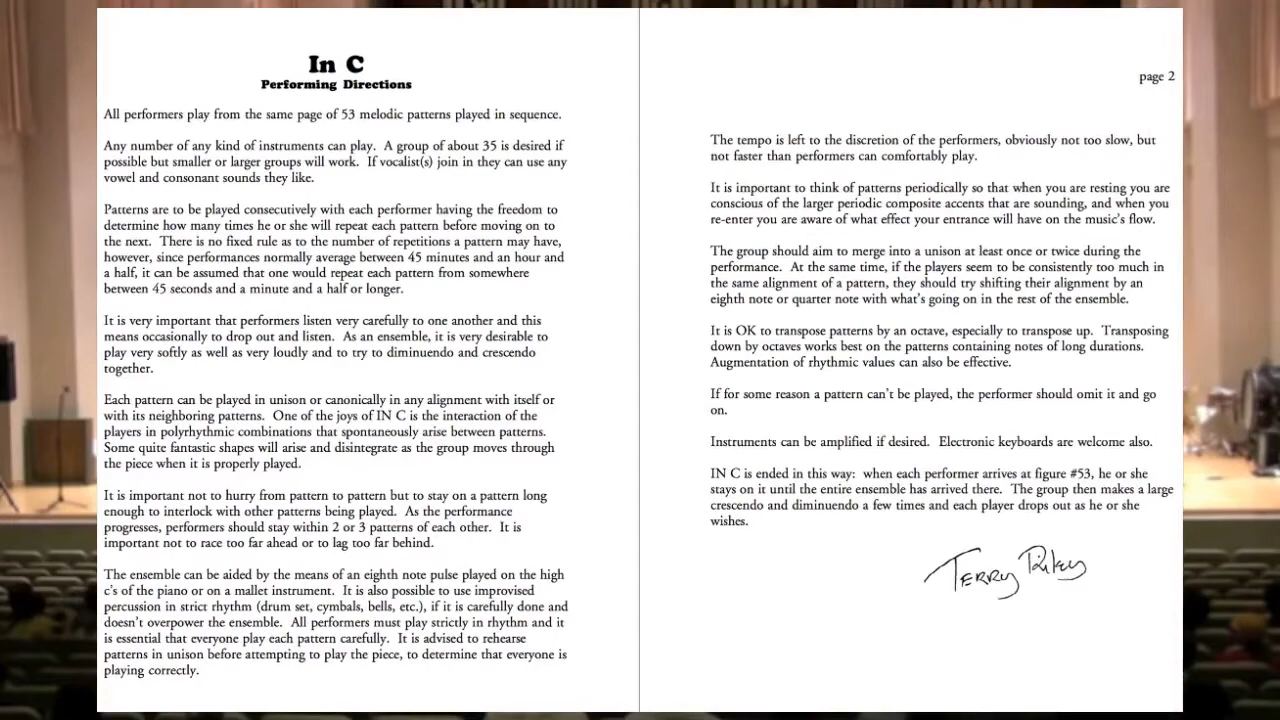 In C
Performing Directions
All performers play from the same page of 53 melodic patterns played in sequence.
Any number of any kind of instruments can play. A group of about 35 is desired if
possible but smaller or larger groups will work. If vocalist(s) join in they can use any
vowel and consonant sounds they like.
Patterns are to be played consecutively with each performer having the freedom to
determine how many times he or she will repeat each pattern before moving on to
the next. There is no fixed rule as to the number of repetitions a pattern may have,
however, since performances normally average between 45 minutes and an hour and
a half, it can be assumed that one would repeat each pattern from somewhere
between 45 seconds and a minute and a half or longer.
It is very important that performers listen very carefully to one another and this
means occasionally to drop out and listen. As an ensemble, it is very desirable to
play very softly as well as very loudly and to try to diminuendo and crescendo
together.
Each pattern can be played in unison or canonically in any alignment with itself or
with its neighboring patterns. One of the joys of IN C is the interaction of the
players in polyrhythmic combinations that spontaneously arise between patterns.
Some quite fantastic shapes will arise and disintegrate as the group moves through
the piece when it is properly played.
It is important not to hurry from pattern to pattern but to stay on a pattern long
enough to interlock with other patterns being played. As the performance
progresses, performers should stay within 2 or 3 patterns of each other. It is
important not to race too far ahead or to lag too far behind.
The ensemble can be aided by the means of an eighth note pulse played on the high
c's of the piano or on a mallet instrument. It is also possible to use improvised
percussion in strict rhythm (drum set, cymbals, bells, etc.), if it is carefully done and
doesn't overpower the ensemble. All performers must play strictly in rhythm and it
is essential that everyone play each pattern carefully. It is advised to rehearse
patterns in unison before attempting to play the piece, to determine that everyone is
playing correctly.
page 2
The tempo is left to the discretion of the performers, obviously not too slow, but
not faster than performers can comfortably play.
It is important to think of patterns periodically so that when you are resting you are
conscious of the larger periodic composite accents that are sounding, and when you
re-enter you are aware of what effect your entrance will have on the music's flow.
The group should aim to merge into a unison at least once or twice during the
performance. At the same time, if the players seem to be consistently too much in
the same alignment of a pattern, they should try shifting their alignment by an
eighth note or quarter note with what's going on in the rest of the ensemble.
It is OK to transpose patterns by an octave, especially to transpose up. Transposing
down by octaves works best on the patterns containing notes of long durations.
Augmentation of rhythmic values can also be effective.
If for some reason a pattern can't be played, the performer should omit it and go
on.
Instruments can be amplified if desired. Electronic keyboards are welcome also.
IN C is ended in this way: when each performer arrives at figure #53, he or she
stays on it until the entire ensemble has arrived there. The group then makes a large
crescendo and diminuendo a few times and each player drops out as he or she
wishes.
Terry Riley